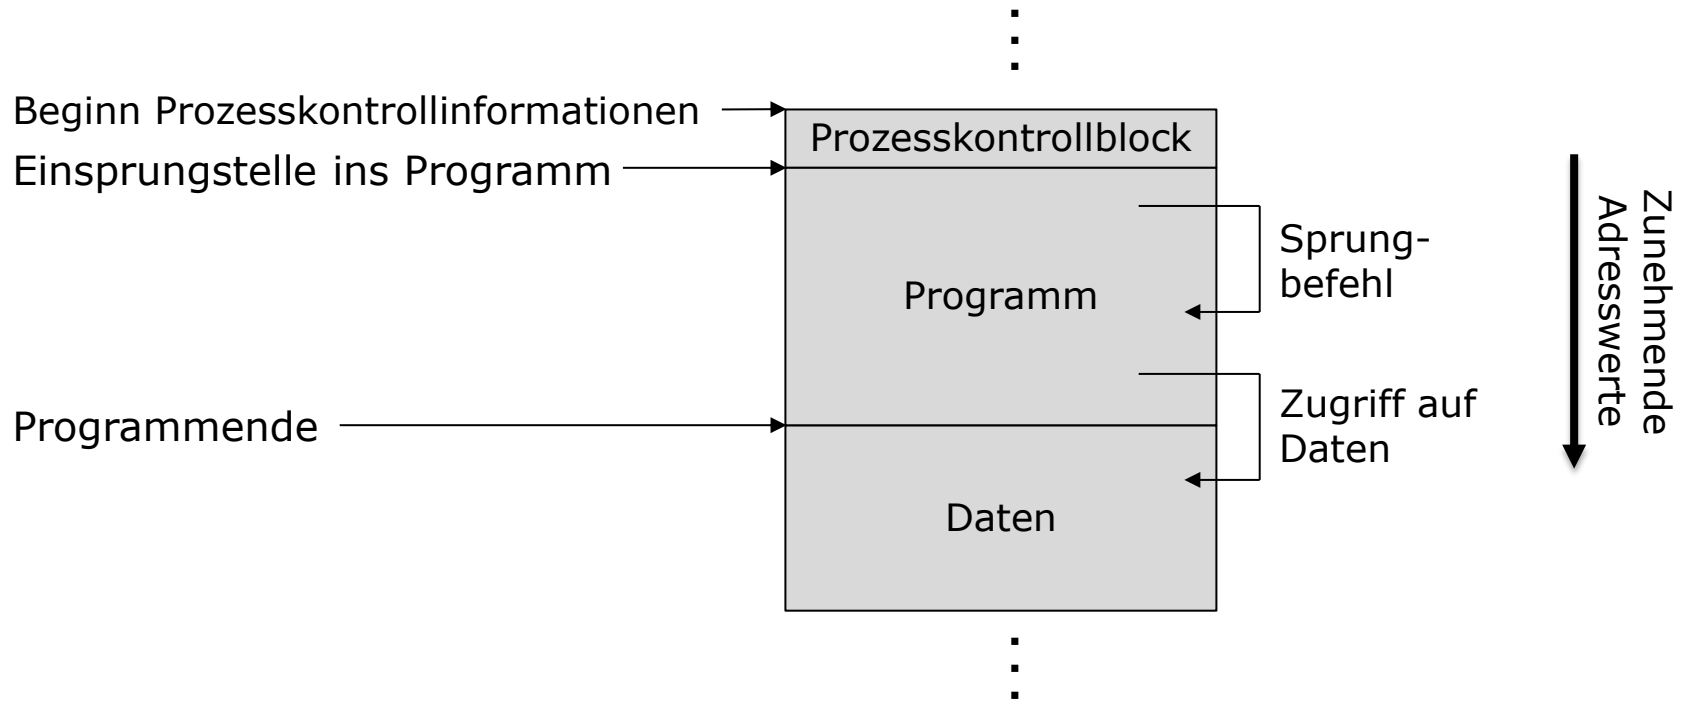 Beginn Prozesskontrollinformationen
Prozesskontrollblock
Einsprungstelle ins Programm
Sprung-
befehl
Programm
Zunehmende
Adresswerte
Zugriff auf
Daten
Programmende
Daten